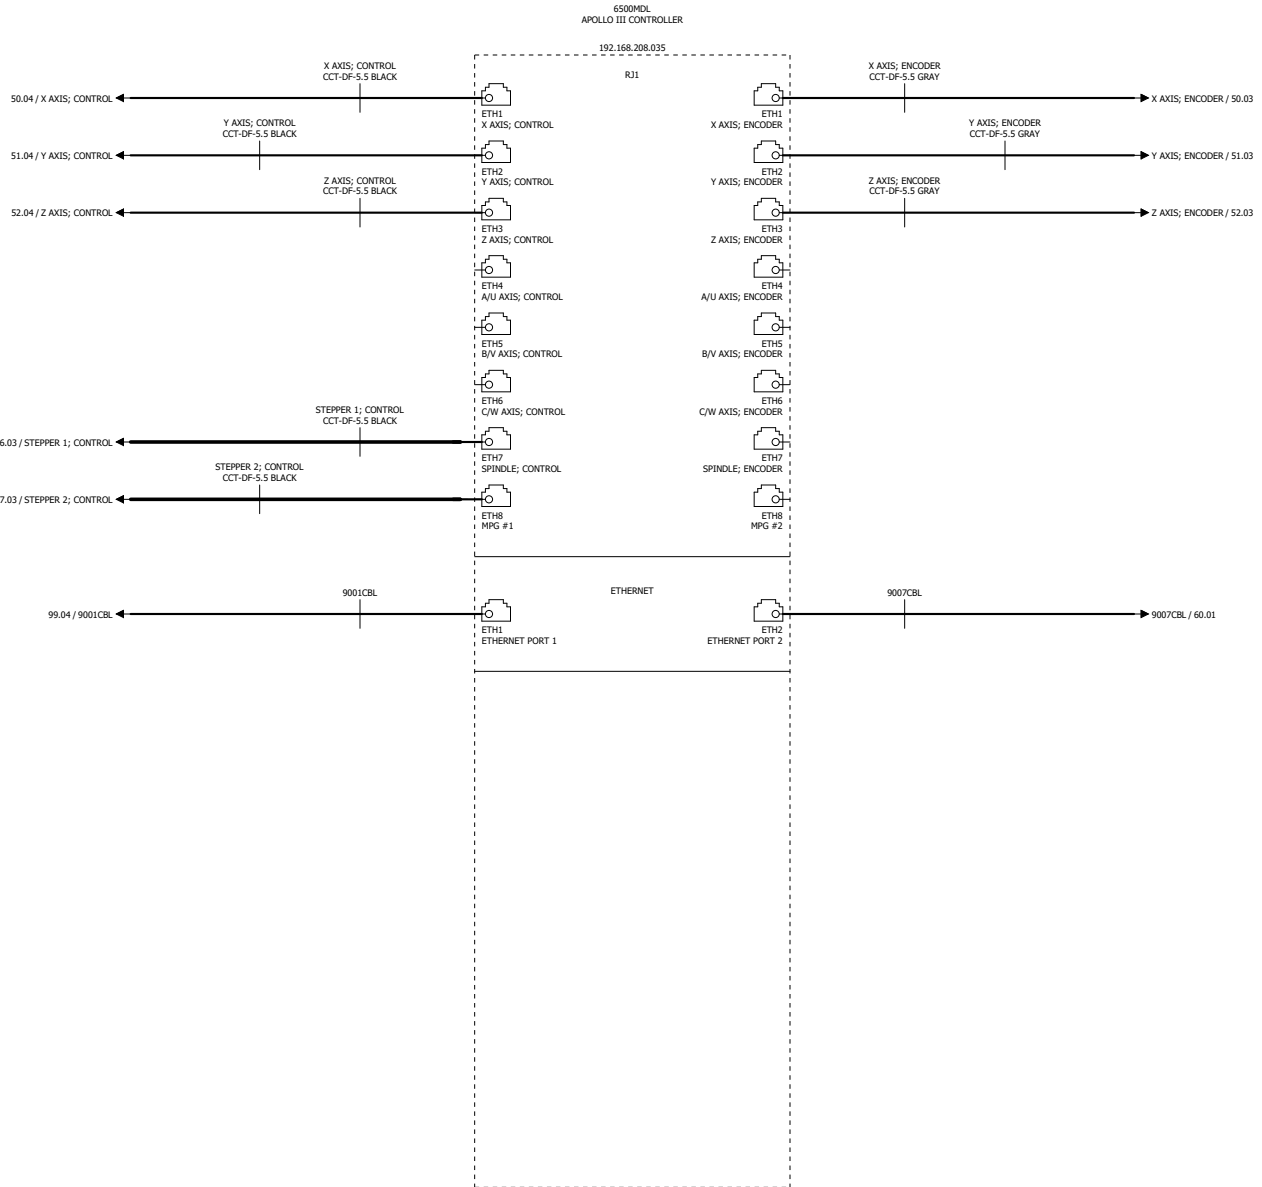 6500MDL
APOLLO III CONTROLLER
192.168.208.035
RJ1
X AXIS; CONTROL
CCT-DF-5.5 BLACK
X AXIS; ENCODER
CCT-DF-5.5 GRAY
50.04 / X AXIS; CONTROL
X AXIS; ENCODER / 50.03
ETH1
X AXIS; CONTROL
ETH1
X AXIS; ENCODER
Y AXIS; CONTROL
CCT-DF-5.5 BLACK
Y AXIS; ENCODER
CCT-DF-5.5 GRAY
51.04 / Y AXIS; CONTROL
Y AXIS; ENCODER / 51.03
ETH2
Y AXIS; CONTROL
ETH2
Y AXIS; ENCODER
Z AXIS; CONTROL
CCT-DF-5.5 BLACK
Z AXIS; ENCODER
CCT-DF-5.5 GRAY
52.04 / Z AXIS; CONTROL
Z AXIS; ENCODER / 52.03
ETH3
Z AXIS; CONTROL
ETH3
Z AXIS; ENCODER
ETH4
A/U AXIS; CONTROL
ETH4
A/U AXIS; ENCODER
ETH5
B/V AXIS; CONTROL
ETH5
B/V AXIS; ENCODER
ETH6
C/W AXIS; CONTROL
ETH6
C/W AXIS; ENCODER
STEPPER 1; CONTROL
CCT-DF-5.5 BLACK
6.03 / STEPPER 1; CONTROL
ETH7
SPINDLE; CONTROL
ETH7
SPINDLE; ENCODER
STEPPER 2; CONTROL
CCT-DF-5.5 BLACK
7.03 / STEPPER 2; CONTROL
ETH8
MPG #1
ETH8
MPG #2
ETHERNET
9001CBL
9007CBL
99.04 / 9001CBL
9007CBL / 60.01
ETH1
ETHERNET PORT 1
ETH2
ETHERNET PORT 2